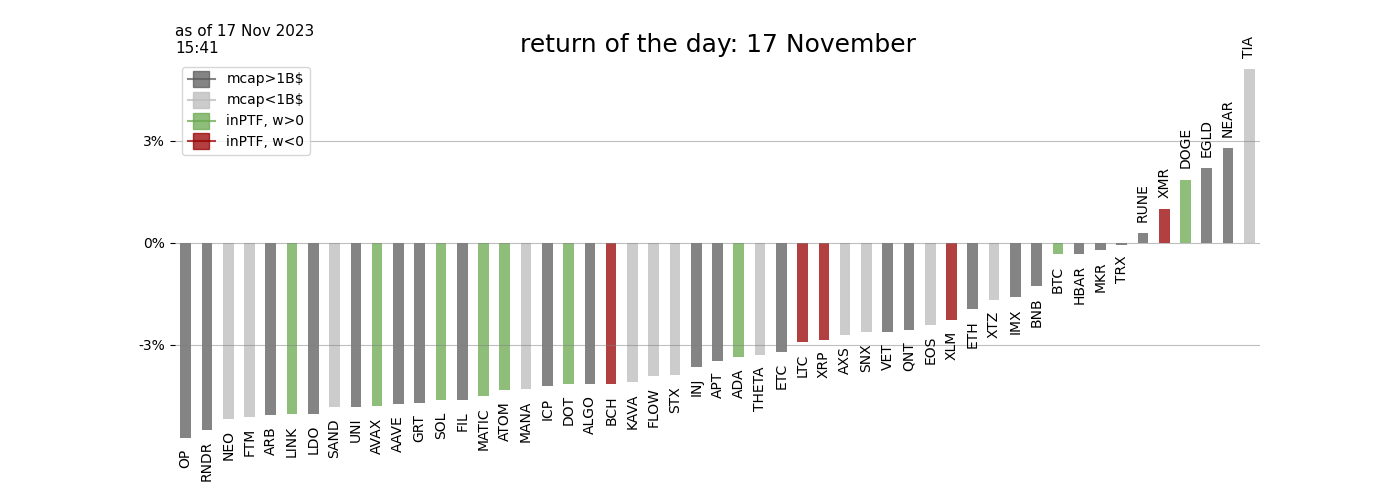 as of 17 Nov 2023
15:41
return of the day: 17 November
mcap>1B$
mcap<1B$
inPTF, w>0
inPTF, w<0
3%
0%
-3%
OP
RNDR
NEO
FTM
ARB
LINK
LDO
SAND
UNI
AVAX
AAVE
GRT
SOL
FIL
MATIC
ATOM
MANA
ICP
DOT
ALGO
BCH
KAVA
FLOW
STX
INJ
APT
ADA
THETA
ETC
LTC
XRP
AXS
SNX
VET
QNT
EOS
XLM
ETH
XTZ
IMX
BNB
BTC
HBAR
MKR
TRX
RUNE
XMR
DOGE
EGLD
NEAR
TIA